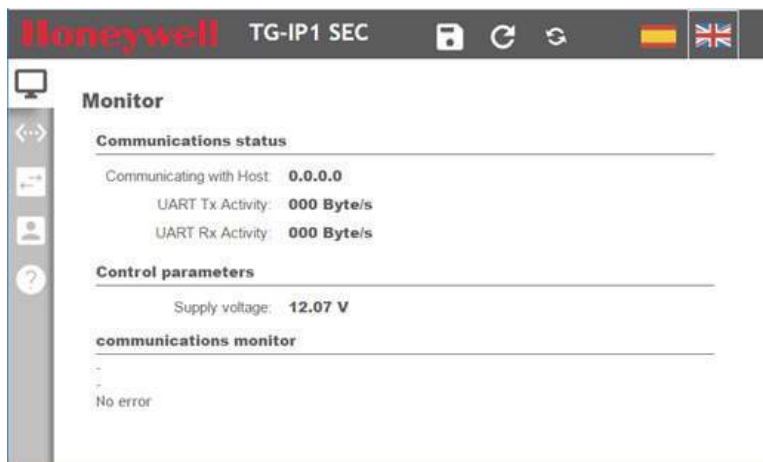 Honeywell TG-IP1 SEC
Monitor
Communications status
Communicating with Host: 0.0.0.0
UART Tx Activity: 000 Byte/s
UART Rx Activity: 000 Byte/s
Control parameters
Supply voltage: 12.07 V
communications monitor
-
-
No error